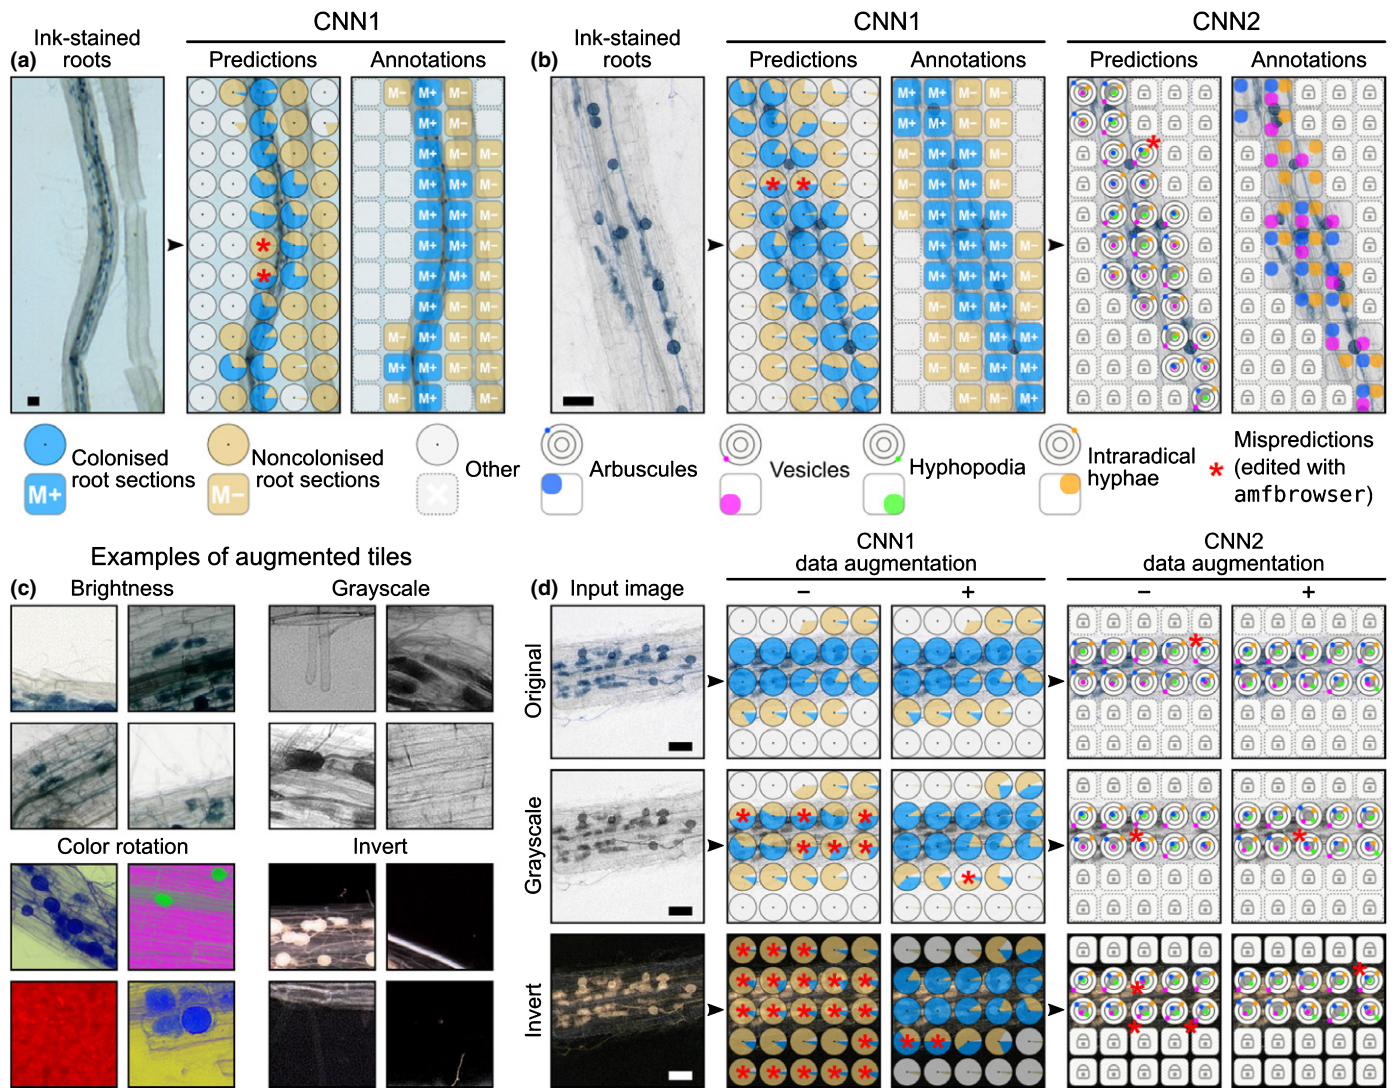 CNN1
CNN1
CNN2
(a)
Ink-stained
roots
Predictions
Annotations
(b)
Ink-stained
roots
Predictions
Annotations
Predictions
Annotations
M− M+ M−
M+ M−
M+ M−
M+ M+
M+ M+ M−
M+ M+
M+ M+ M−
M+ M− M−
M− M+ M− M−
M+ M+ M− M−
M− M+ M−
M+ M+ M− M−
M+ M+ M− M−
M− M+ M+ M−
M− M+ M+ M−
M− M+ M+ M+
M+ M+ M+ M−
M+ M+ M+ M−
M− M+ M+ M−
M− M− M+ M+ M+
M− M− M+ M+
M− M− M+
M+
Colonised
root sections
M−
Noncolonised
root sections
Other
Arbuscules
Vesicles
Hyphopodia
Intraradical
hyphae
*
Mispredictions
(edited with
amfbrowser)
Examples of augmented tiles
(c)
Brightness
Grayscale
Color rotation
Invert
CNN1
data augmentation
CNN2
data augmentation
(d)
Input image
− +
− +
Original
Grayscale
Invert